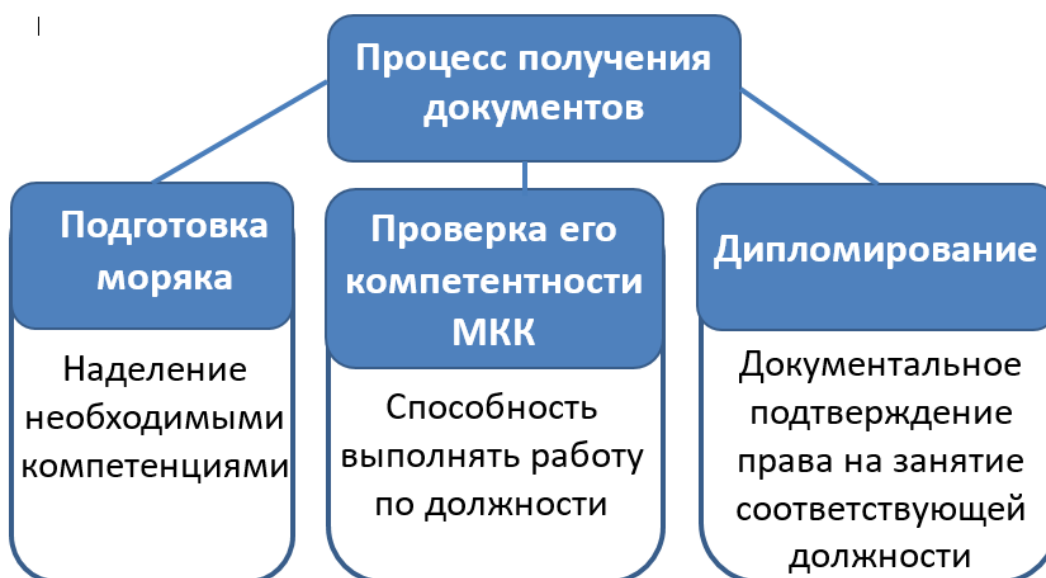 Процесс получения
документов
Подготовка
моряка
Наделение
необходимыми
компетенциями
Проверка его
компетентности
МКК
Способность
выполнять работу
по должности
Дипломирование
Документальное
подтверждение
права на занятие
соответствующей
должности